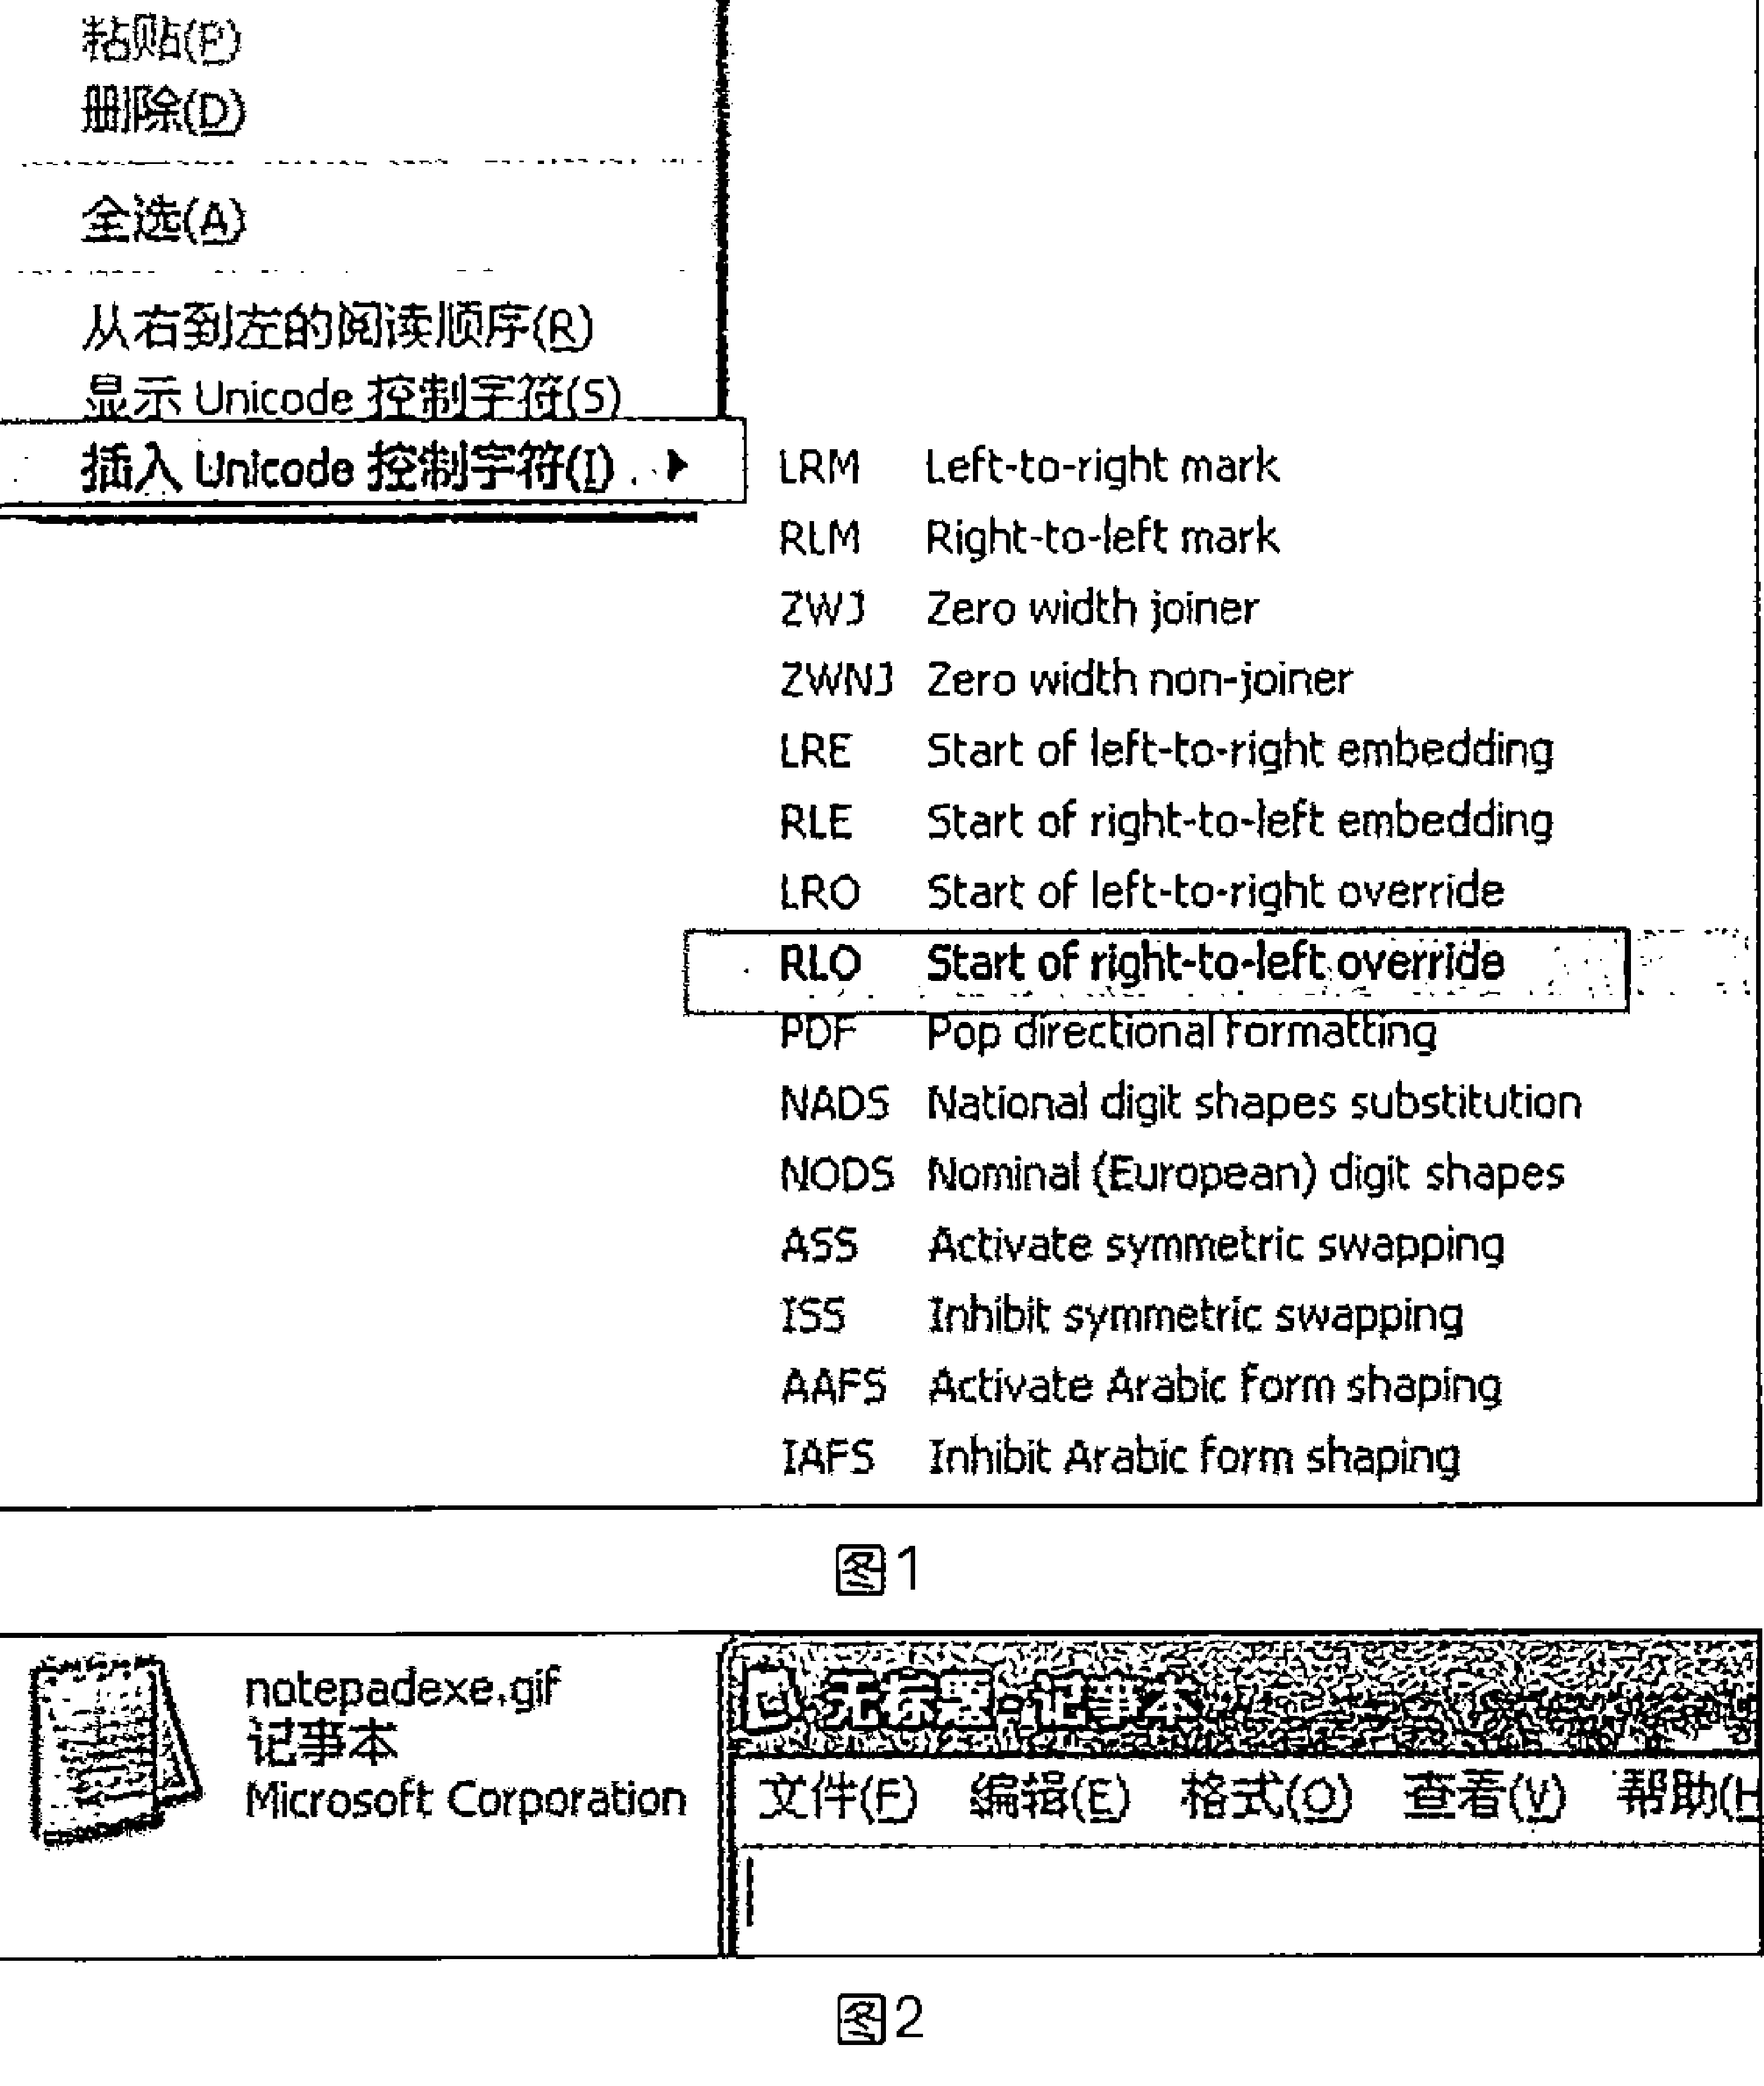 粘贴(P)
删除(D)
全选(A)
从右到左的阅读顺序(R)
显示 Unicode 控制字符(S)
插入 Unicode 控制字符(I)
LRM Left-to-right mark
RLM Right-to-left mark
ZWJ Zero width joiner
ZWNJ Zero width non-joiner
LRE Start of left-to-right embedding
RLE Start of right-to-left embedding
LRO Start of left-to-right override
RLO Start of right-to-left override
PDF Pop directional formatting
NADS National digit shapes substitution
NODS Nominal (European) digit shapes
ASS Activate symmetric swapping
ISS Inhibit symmetric swapping
AAFS Activate Arabic form shaping
IAFS Inhibit Arabic form shaping
图1
notepadexe.gif
记事本
Microsoft Corporation
无标题 - 记事本
文件(F) 编辑(E) 格式(O) 查看(V) 帮助(H
图2